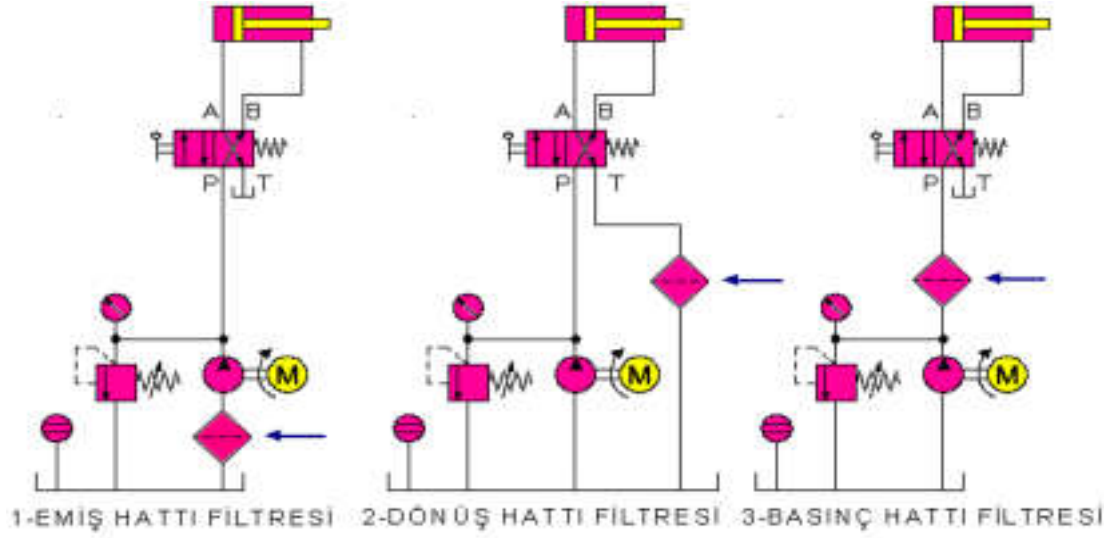 A B
P T
M
1-EMİŞ HATTI FİLTRESİ
A B
P T
M
2-DÖNÜŞ HATTI FİLTRESİ
A B
P T
M
3-BASINÇ HATTI FİLTRESİ